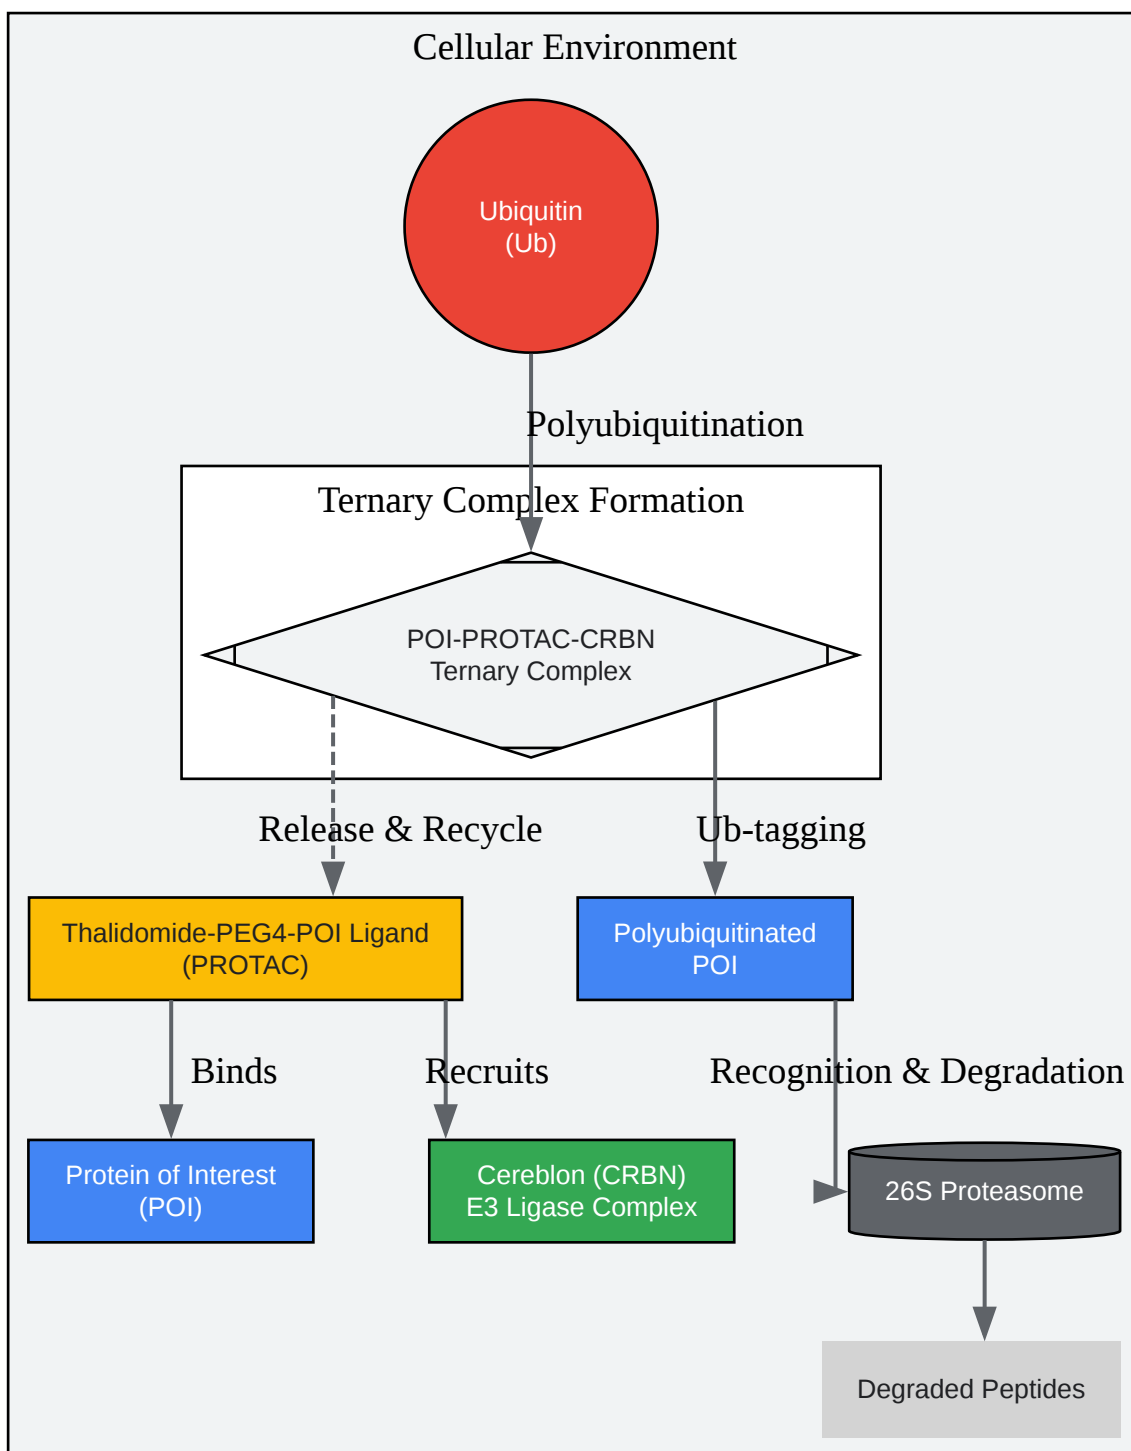 Cellular Environment
Ubiquitin
(Ub)
Polyubiquitination
Ternary Complex Formation
POI-PROTAC-CRBN
Ternary Complex
Release & Recycle
Ub-tagging
Thalidomide-PEG4-POI Ligand
(PROTAC)
Polyubiquitinated
POI
Binds
Recruits
Recognition & Degradation
Protein of Interest
(POI)
Cereblon (CRBN)
E3 Ligase Complex
26S Proteasome
Degraded Peptides